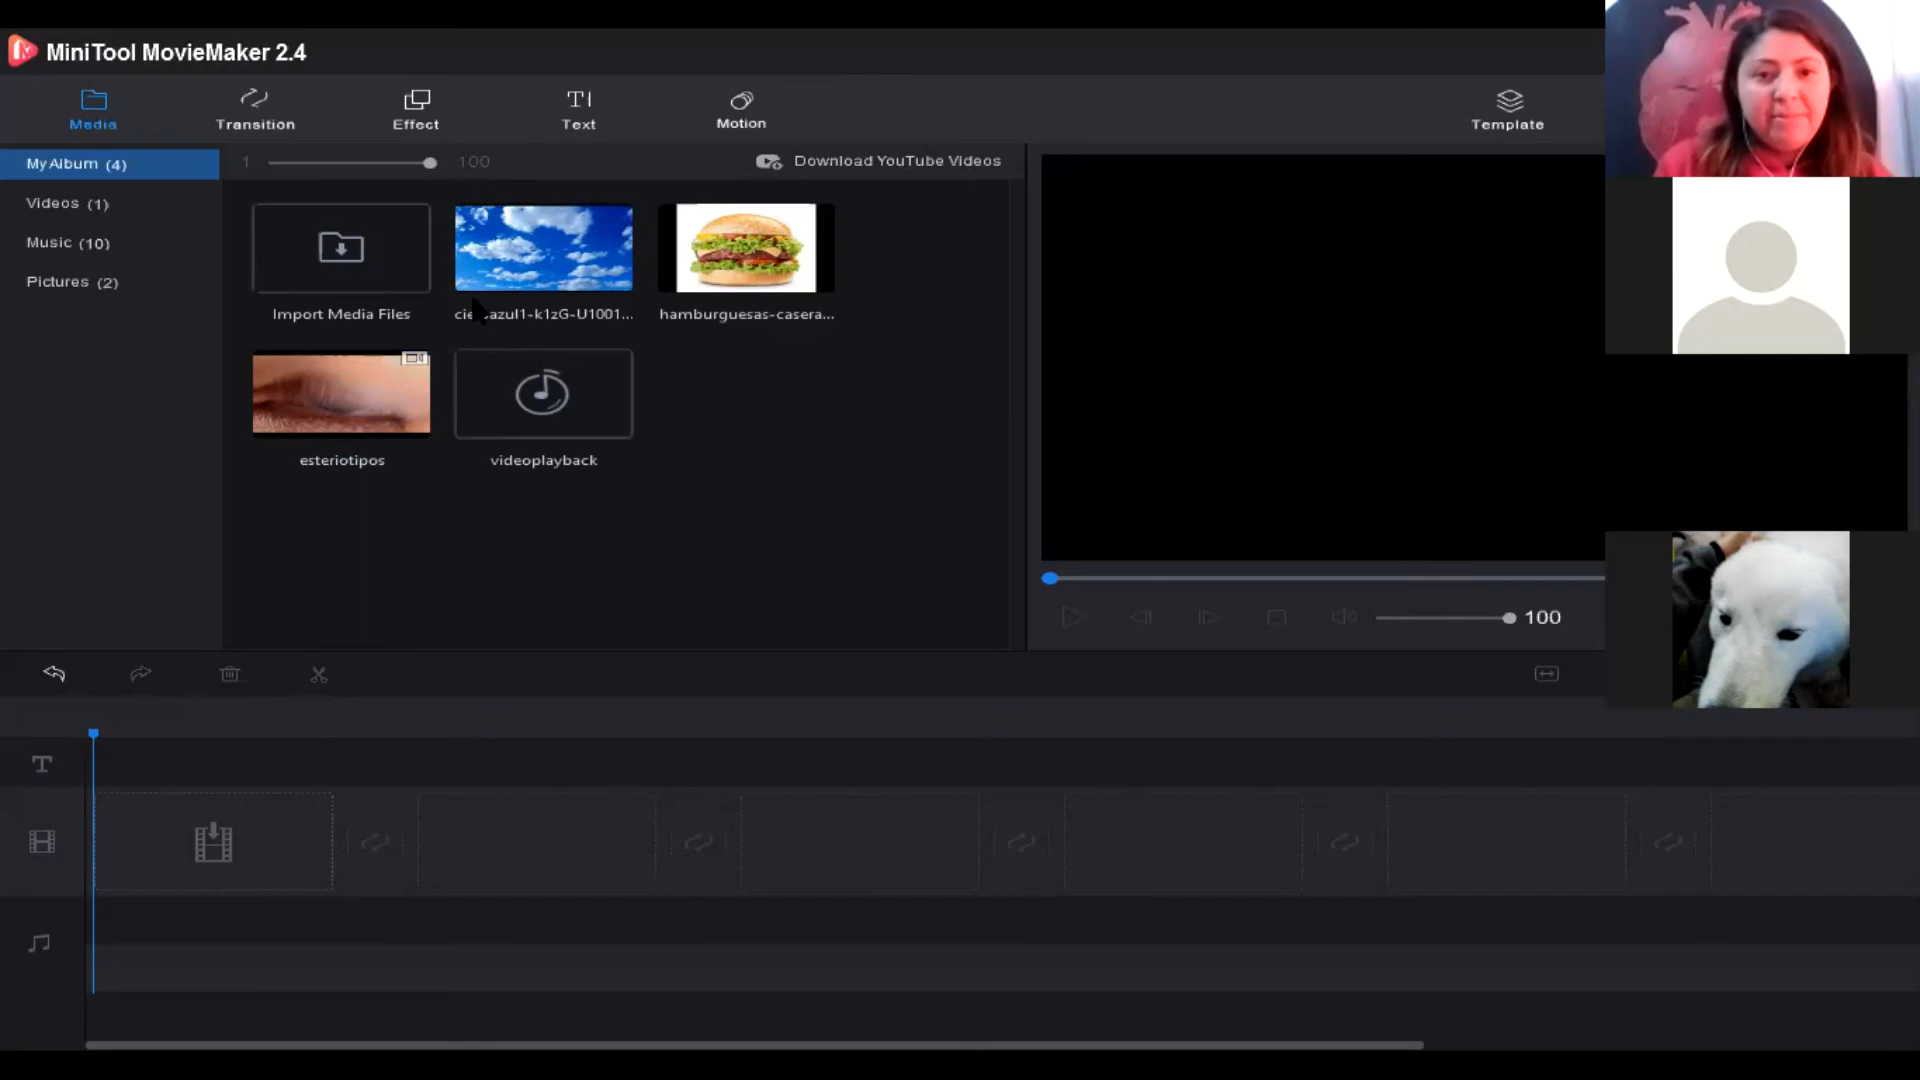 MiniTool MovieMaker 2.4
Media
Transition
Effect
Text
Motion
Template
My Album (4)
Videos (1)
Music (10)
Pictures (2)
1
100
Download YouTube Videos
Import Media Files
azul1-k1zG-U1001...
hamburguesas-casera...
esteriotipos
videoplayback
100